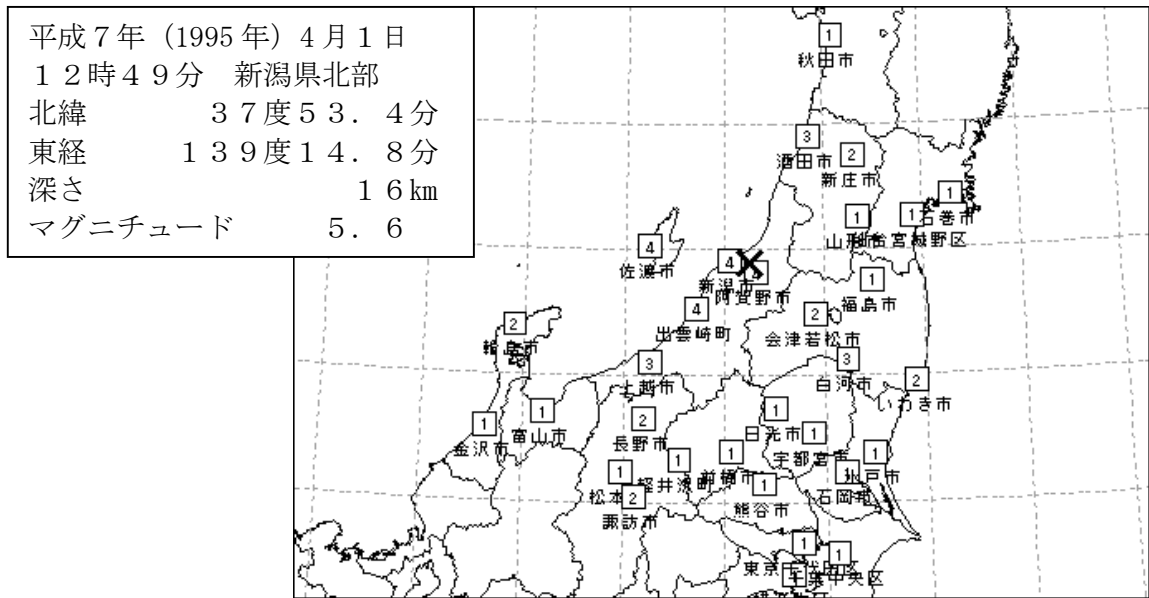 平成７年（1995年）4月1日
１２時４９分　新潟県北部
北緯　３７度５３．４分
東経　１３９度１４．８分
深さ　１６㎞
マグニチュード　５．６
1
秋田市
3
酒田市
2
新庄市
1
石巻市
1
山形市
1
宮城野区
4
佐渡市
4
新潟市
4
阿賀野市
1
福島市
4
出雲崎町
2
会津若松市
2
輪島市
3
上越市
3
白河市
2
いわき市
1
金沢市
1
富山市
2
長野市
1
日光市
1
宇都宮市
1
水戸市
1
松本
1
軽井沢町
1
前橋市
1
石岡
2
諏訪市
1
熊谷市
1
東京
1
千葉中央区
1